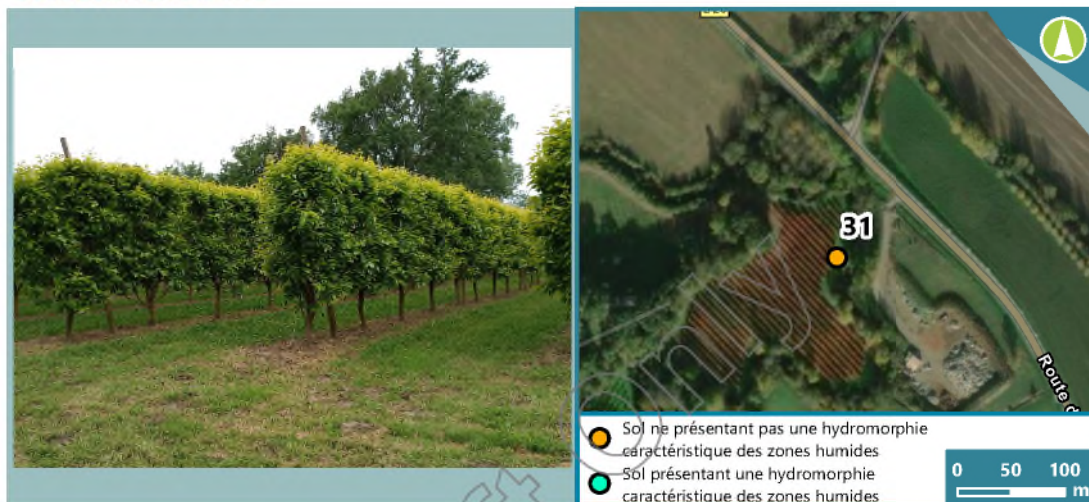 31
Route d
Sol ne présentant pas une hydromorphie
caractéristique des zones humides
Sol présentant une hydromorphie
caractéristique des zones humides
0 50 100
m